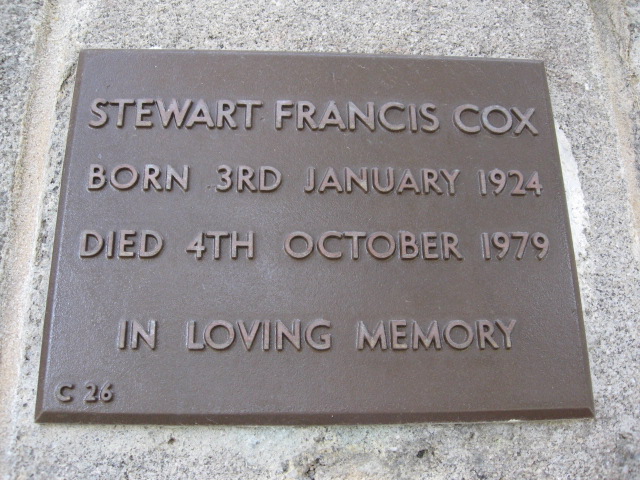 STEWART FRANCIS COX
BORN 3RD JANUARY 1924
DIED 4TH OCTOBER 1979
IN LOVING MEMORY
C 26